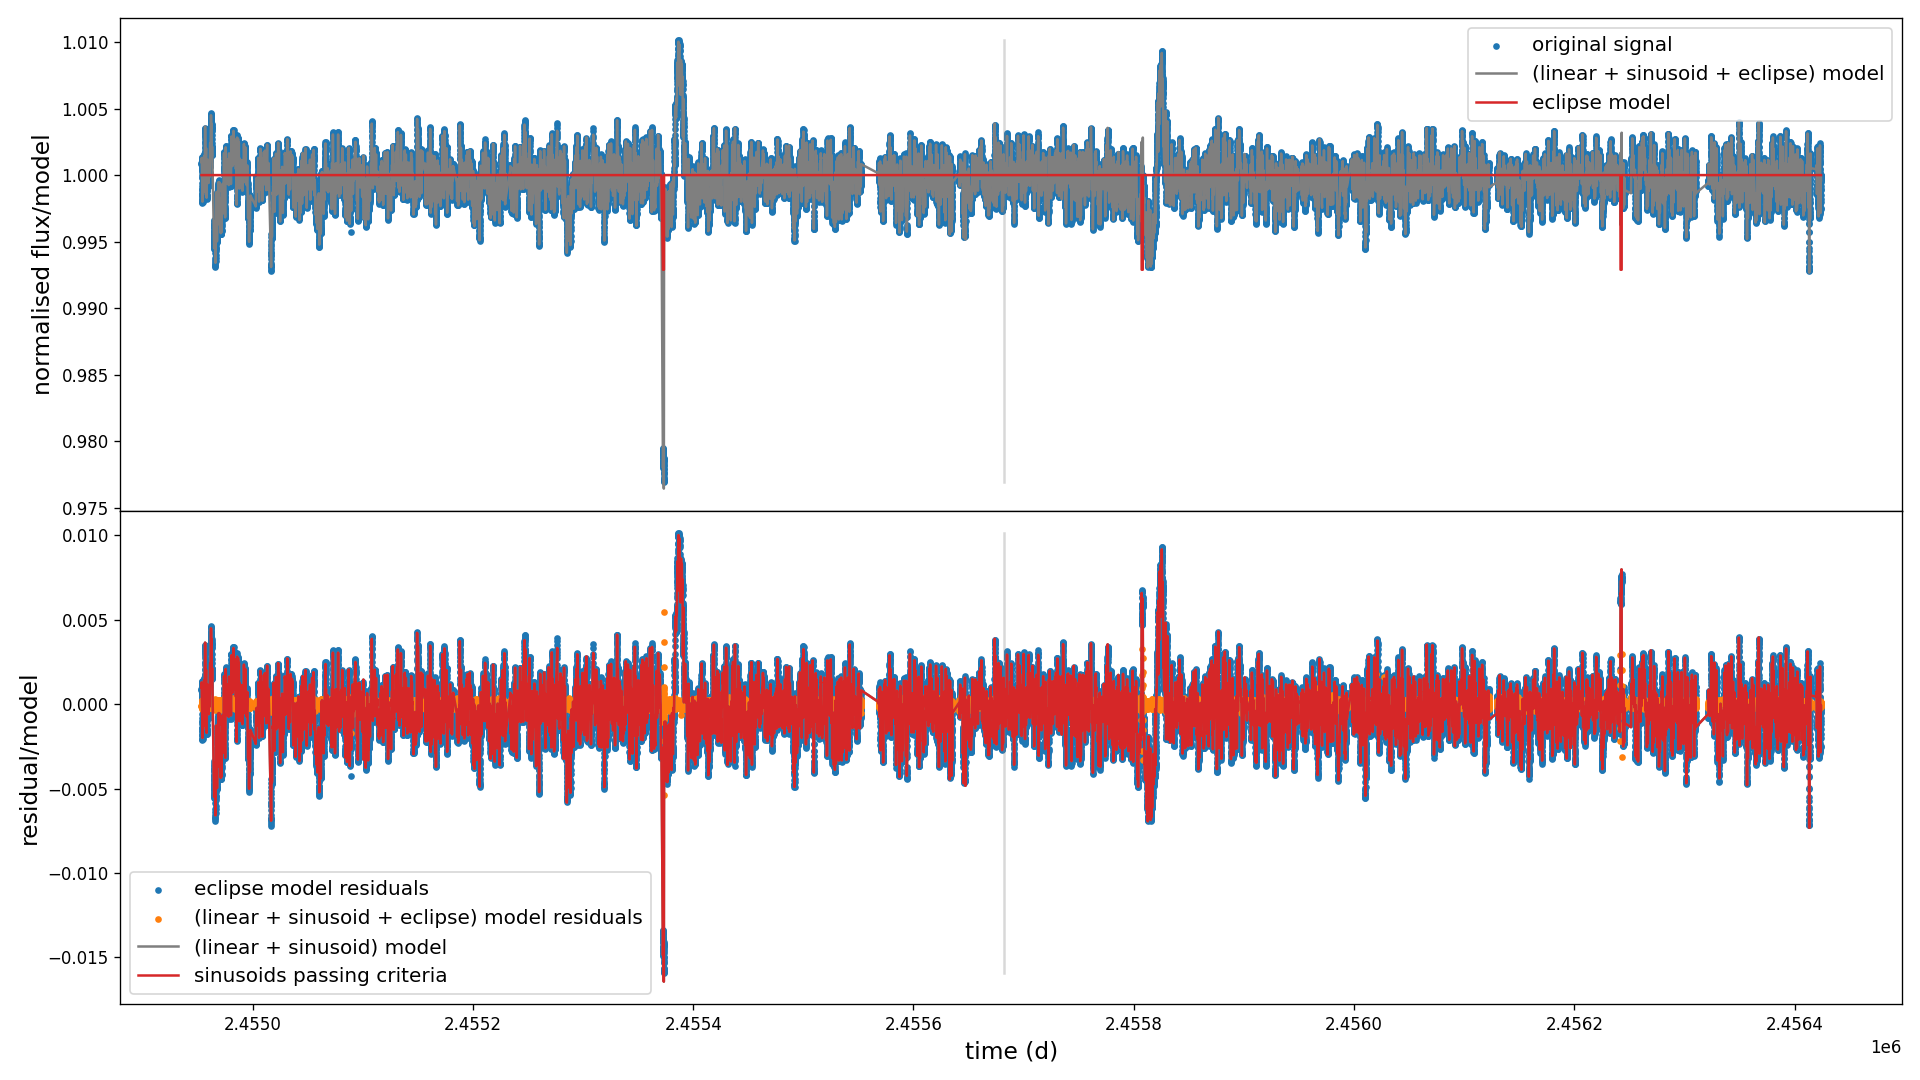 original signal
(linear + sinusoid + eclipse) model
eclipse model
normalised flux/model
1.010
1.005
1.000
0.995
0.990
0.985
0.980
0.975
residual/model
0.010
0.005
0.000
−0.005
−0.010
−0.015
eclipse model residuals
(linear + sinusoid + eclipse) model residuals
(linear + sinusoid) model
sinusoids passing criteria
2.4550 2.4552 2.4554 2.4556 2.4558 2.4560 2.4562 2.4564
1e6
time (d)